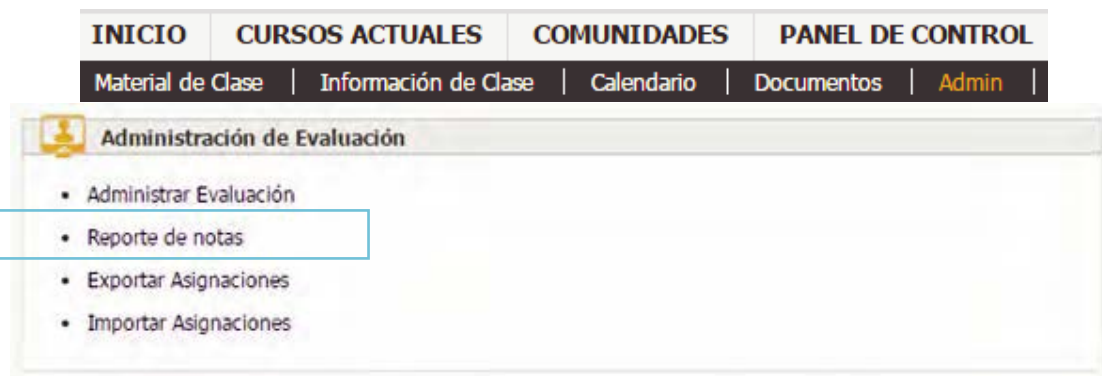 INICIO CURSOS ACTUALES COMUNIDADES PANEL DE CONTROL
Material de Clase | Información de Clase | Calendario | Documentos | Admin |
Administración de Evaluación
• Administrar Evaluación
• Reporte de notas
• Exportar Asignaciones
• Importar Asignaciones